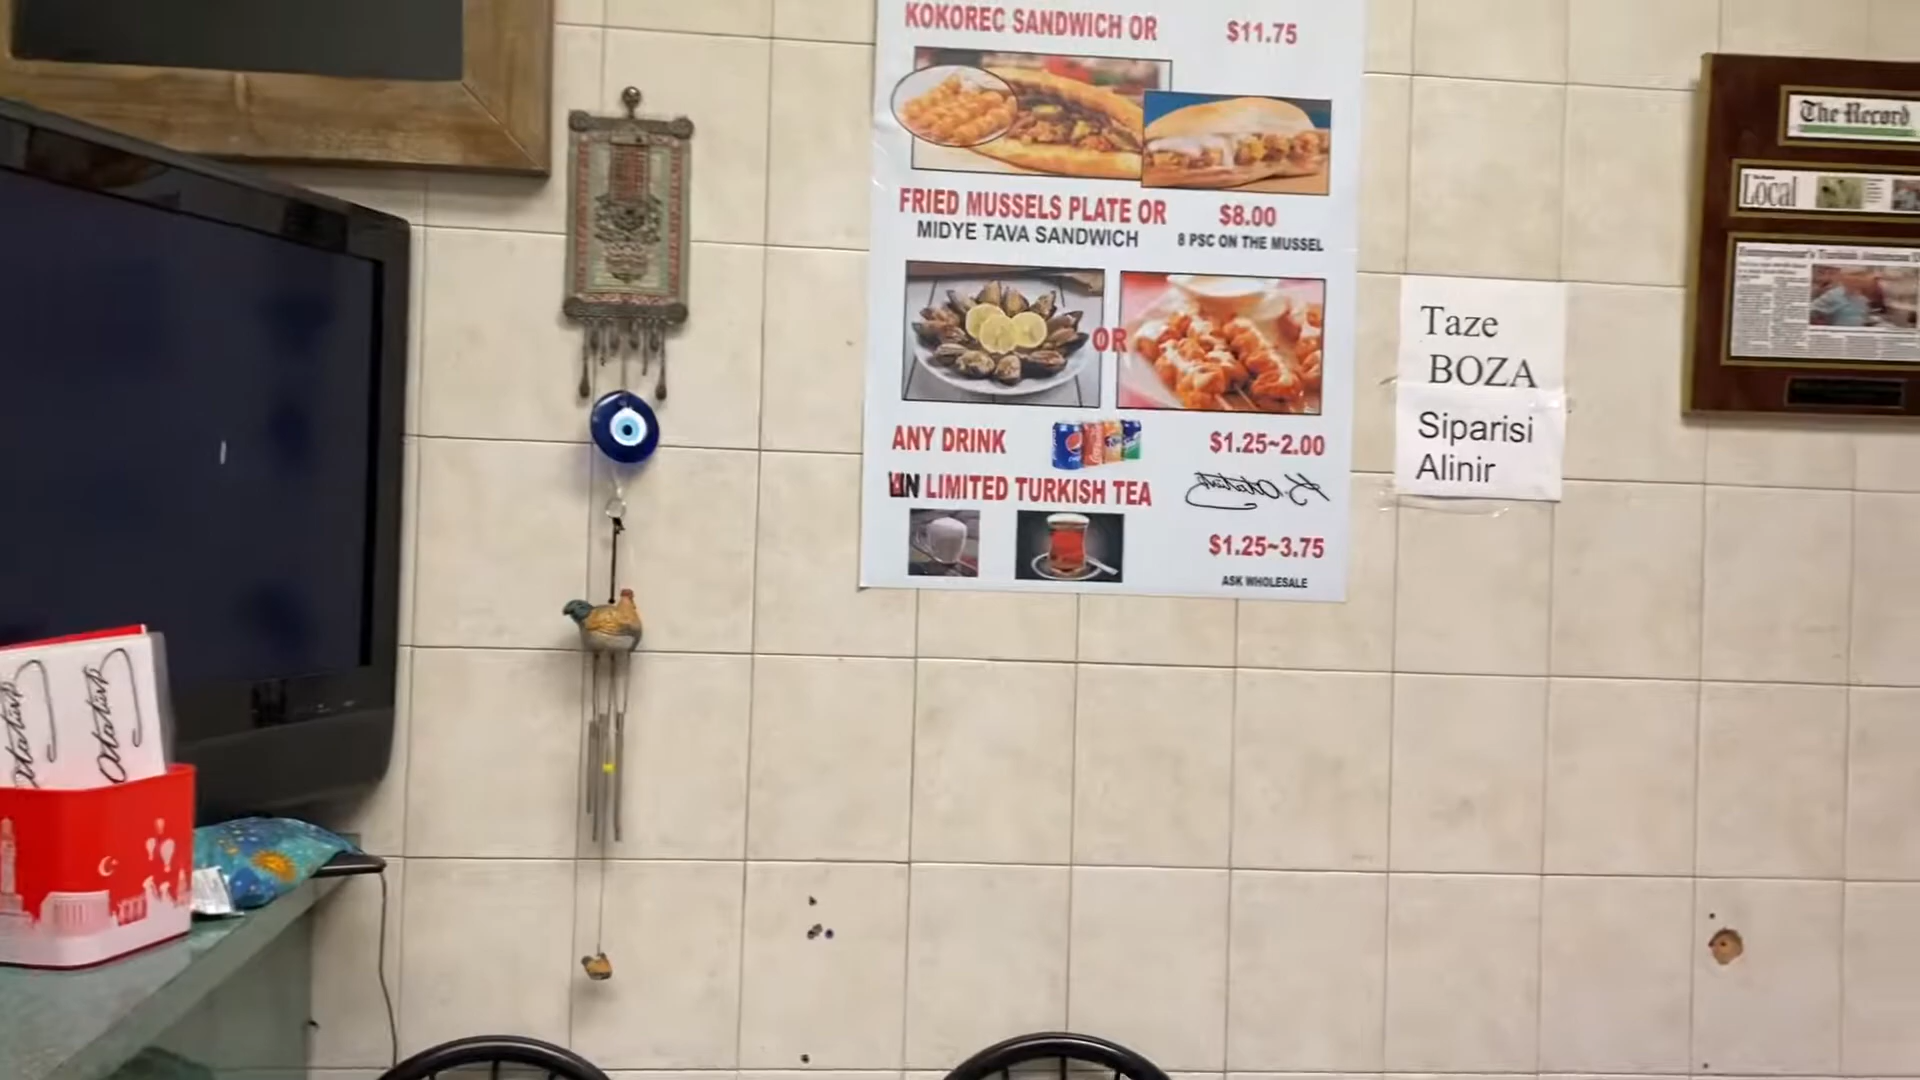 KOKOREC SANDWICH OR $11.75
FRIED MUSSELS PLATE OR $8.00
MIDYE TAVA SANDWICH 8 PSC ON THE MUSSEL
OR
ANY DRINK $1.25~2.00
LIMITED TURKISH TEA
$1.25~3.75
ASK WHOLESALE
Taze
BOZA
Siparisi
Alinir
The Record
Local